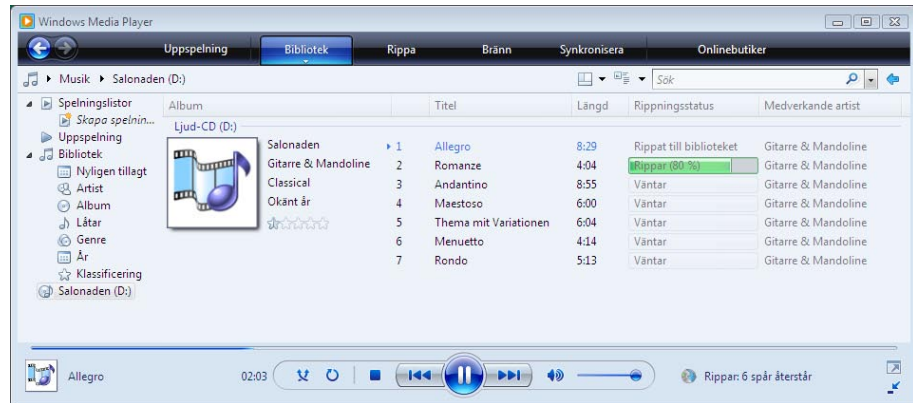 Windows Media Player
Uppspelning Bibliotek Rippa Bränn Synkronisera Onlinebutiker
Musik Salonaden (D:) Sök
Spelningslistor
Skapa spelnin...
Uppspelning
Bibliotek
Nyligen tillagt
Artist
Album
Låtar
Genre
År
Klassificering
Salonaden (D:)
Album Titel Längd Rippningsstatus Medverkande artist
Ljud-CD (D:)
Salonaden
Gitarre & Mandoline
Classical
Okänt år
1 Allegro 8:29 Rippat till biblioteket Gitarre & Mandoline
2 Romanze 4:04 Rippar (80 %) Gitarre & Mandoline
3 Andantino 8:55 Väntar Gitarre & Mandoline
4 Maestoso 6:00 Väntar Gitarre & Mandoline
5 Thema mit Variationen 6:04 Väntar Gitarre & Mandoline
6 Menuetto 4:14 Väntar Gitarre & Mandoline
7 Rondo 5:13 Väntar Gitarre & Mandoline
Allegro 02:03 Rippar: 6 spår återstår